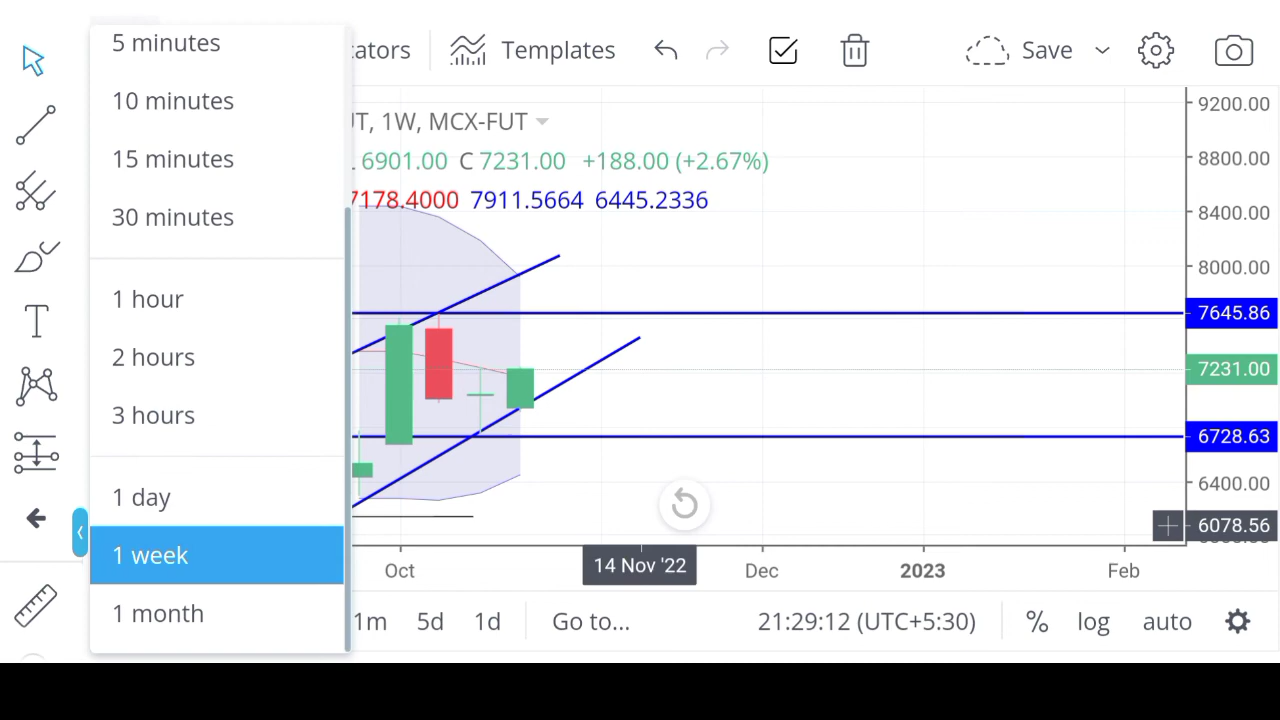 5 minutes
10 minutes
15 minutes
30 minutes
1 hour
2 hours
3 hours
1 day
1 week
1 month
Templates
Save
1W, MCX-FUT
6901.00 C 7231.00 +188.00 (+2.67%)
7178.4000 7911.5664 6445.2336
9200.00
8800.00
8400.00
8000.00
7645.86
7231.00
6728.63
6400.00
6078.56
Oct
14 Nov '22
Dec
2023
Feb
1m 5d 1d Go to... 21:29:12 (UTC+5:30) % log auto
T